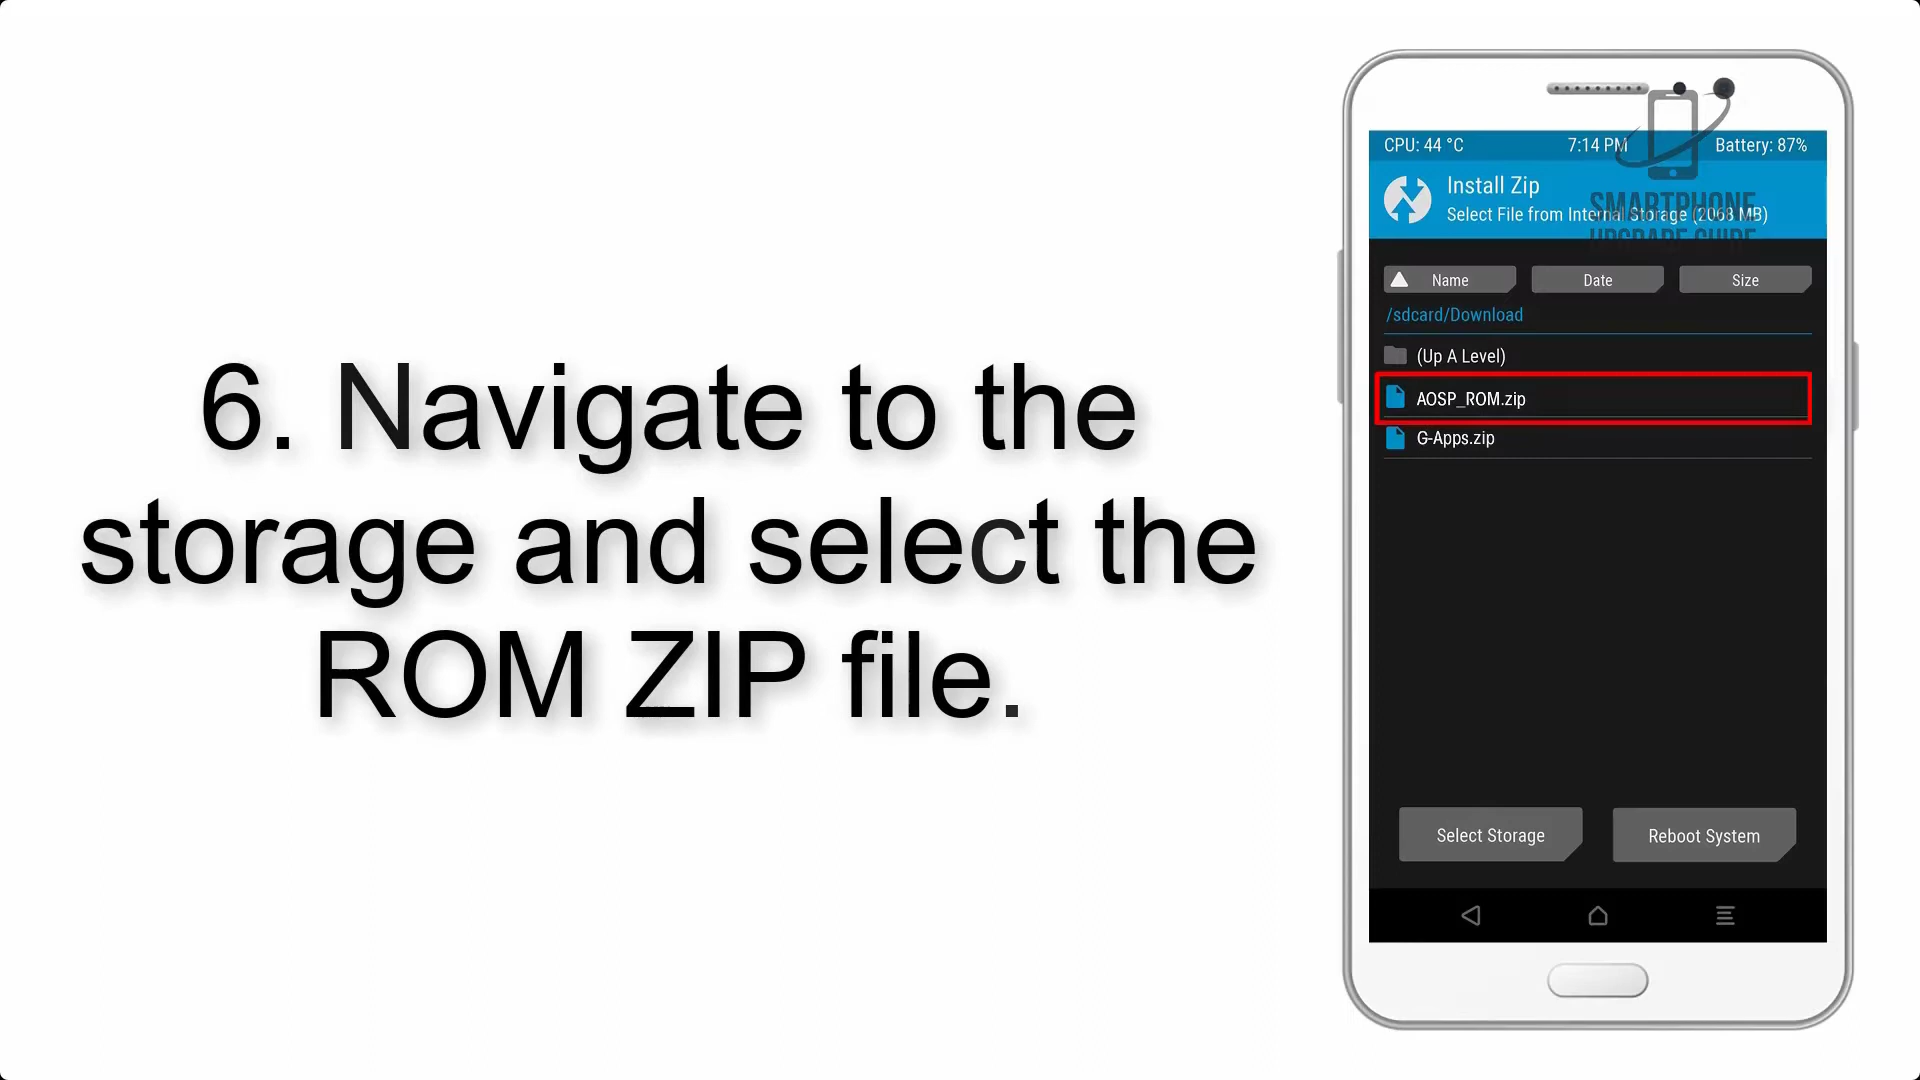 6. Navigate to the
storage and select the
ROM ZIP file.
CPU: 44 °C 7:14 PM Battery: 87%
Install Zip
Select File from Internal Storage (2068 MB)
SMARTPHONE
UPGRADE GUIDE
Name Date Size
/sdcard/Download
(Up A Level)
AOSP_ROM.zip
G-Apps.zip
Select Storage Reboot System